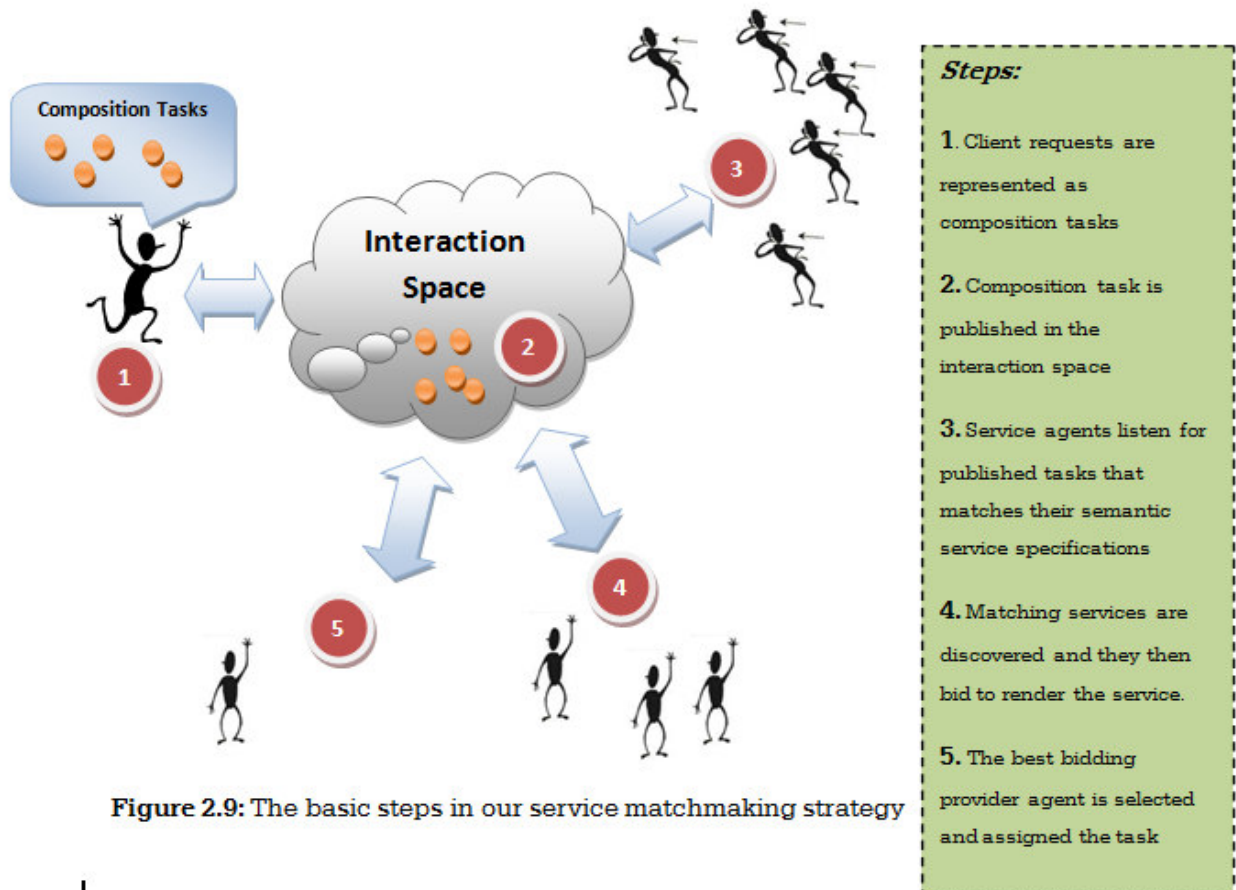 Composition Tasks
Interaction
Space
1
2
3
4
5
Steps:
1. Client requests are
represented as
composition tasks
2. Composition task is
published in the
interaction space
3. Service agents listen for
published tasks that
matches their semantic
service specifications
4. Matching services are
discovered and they then
bid to render the service.
5. The best bidding
provider agent is selected
and assigned the task
Figure 2.9: The basic steps in our service matchmaking strategy